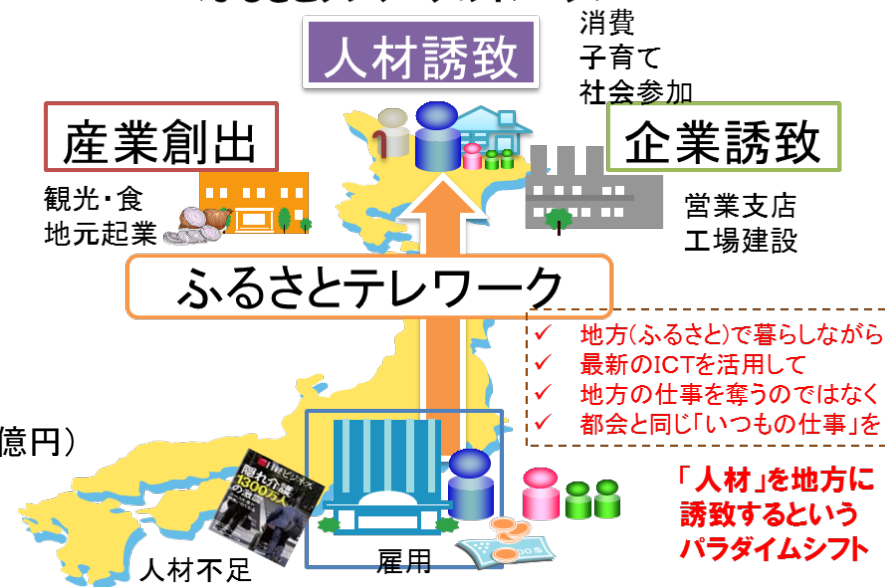 人材誘致
消費
子育て
社会参加
産業創出
企業誘致
観光・食
地元起業
営業支店
工場建設
ふるさとテレワーク
✓ 地方(ふるさと)で暮らしながら
✓ 最新のICTを活用して
✓ 地方の仕事を奪うのではなく
✓ 都会と同じ「いつもの仕事」を
億円）
隠れ介護
1300万人
の激震
「人材」を地方に
誘致するという
パラダイムシフト
人材不足
雇用